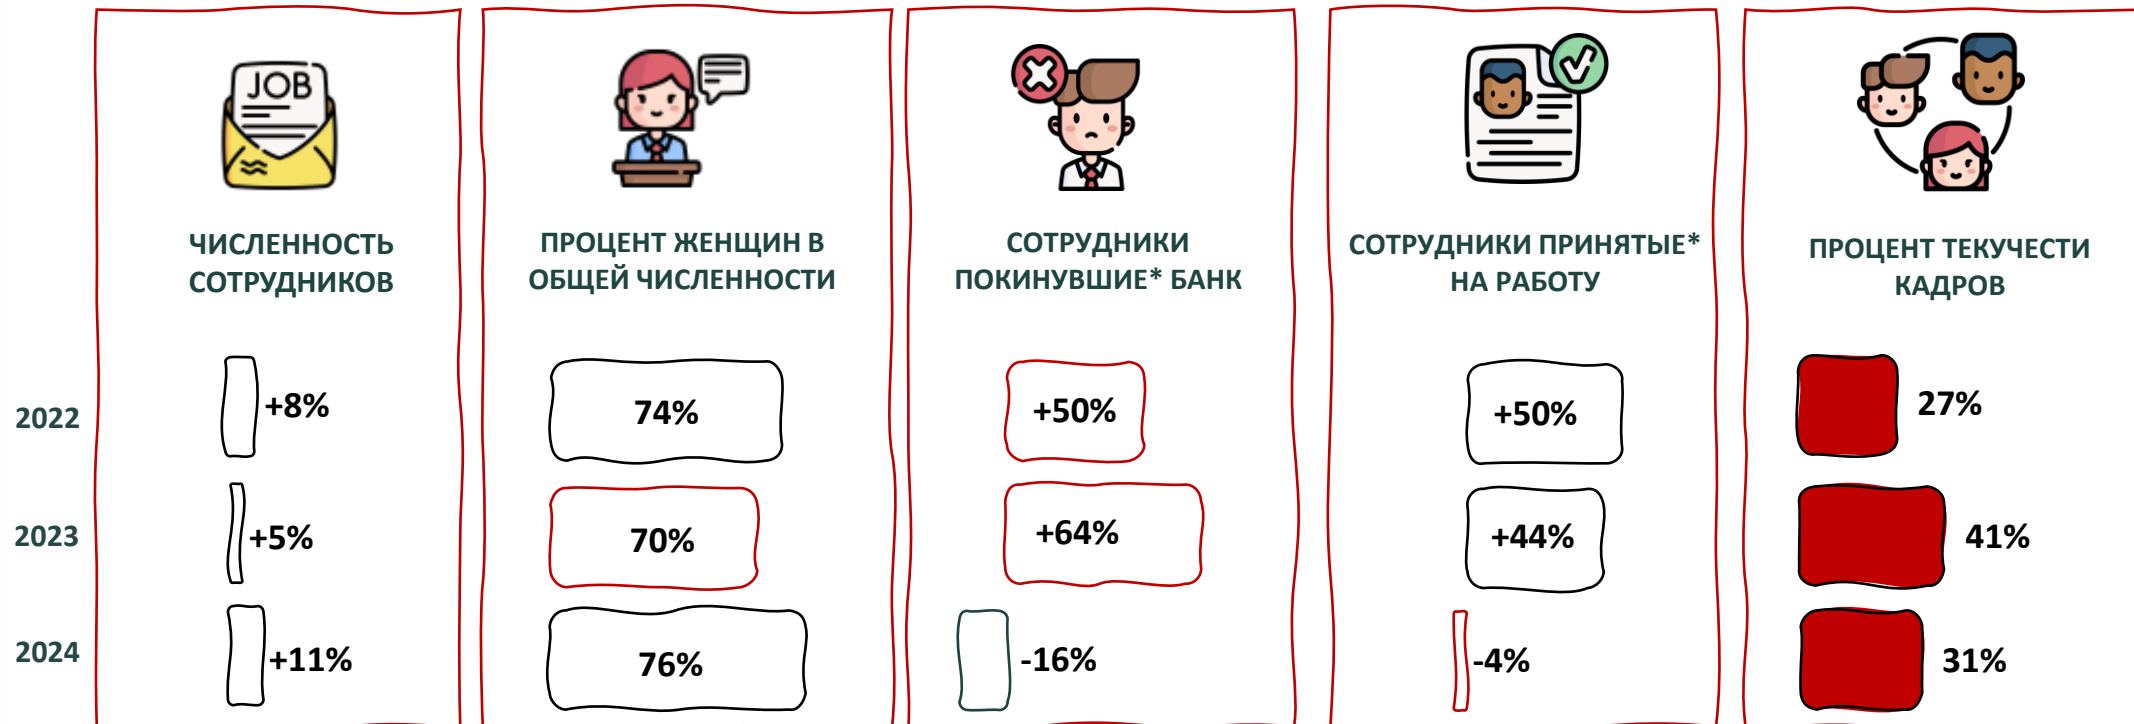 JOB
ЧИСЛЕННОСТЬ
СОТРУДНИКОВ
ПРОЦЕНТ ЖЕНЩИН В
ОБЩЕЙ ЧИСЛЕННОСТИ
СОТРУДНИКИ
ПОКИНУВШИЕ* БАНК
СОТРУДНИКИ ПРИНЯТЫЕ*
НА РАБОТУ
ПРОЦЕНТ ТЕКУЧЕСТИ
КАДРОВ
2022 +8% 74% +50% +50% 27%
2023 +5% 70% +64% +44% 41%
2024 +11% 76% -16% -4% 31%